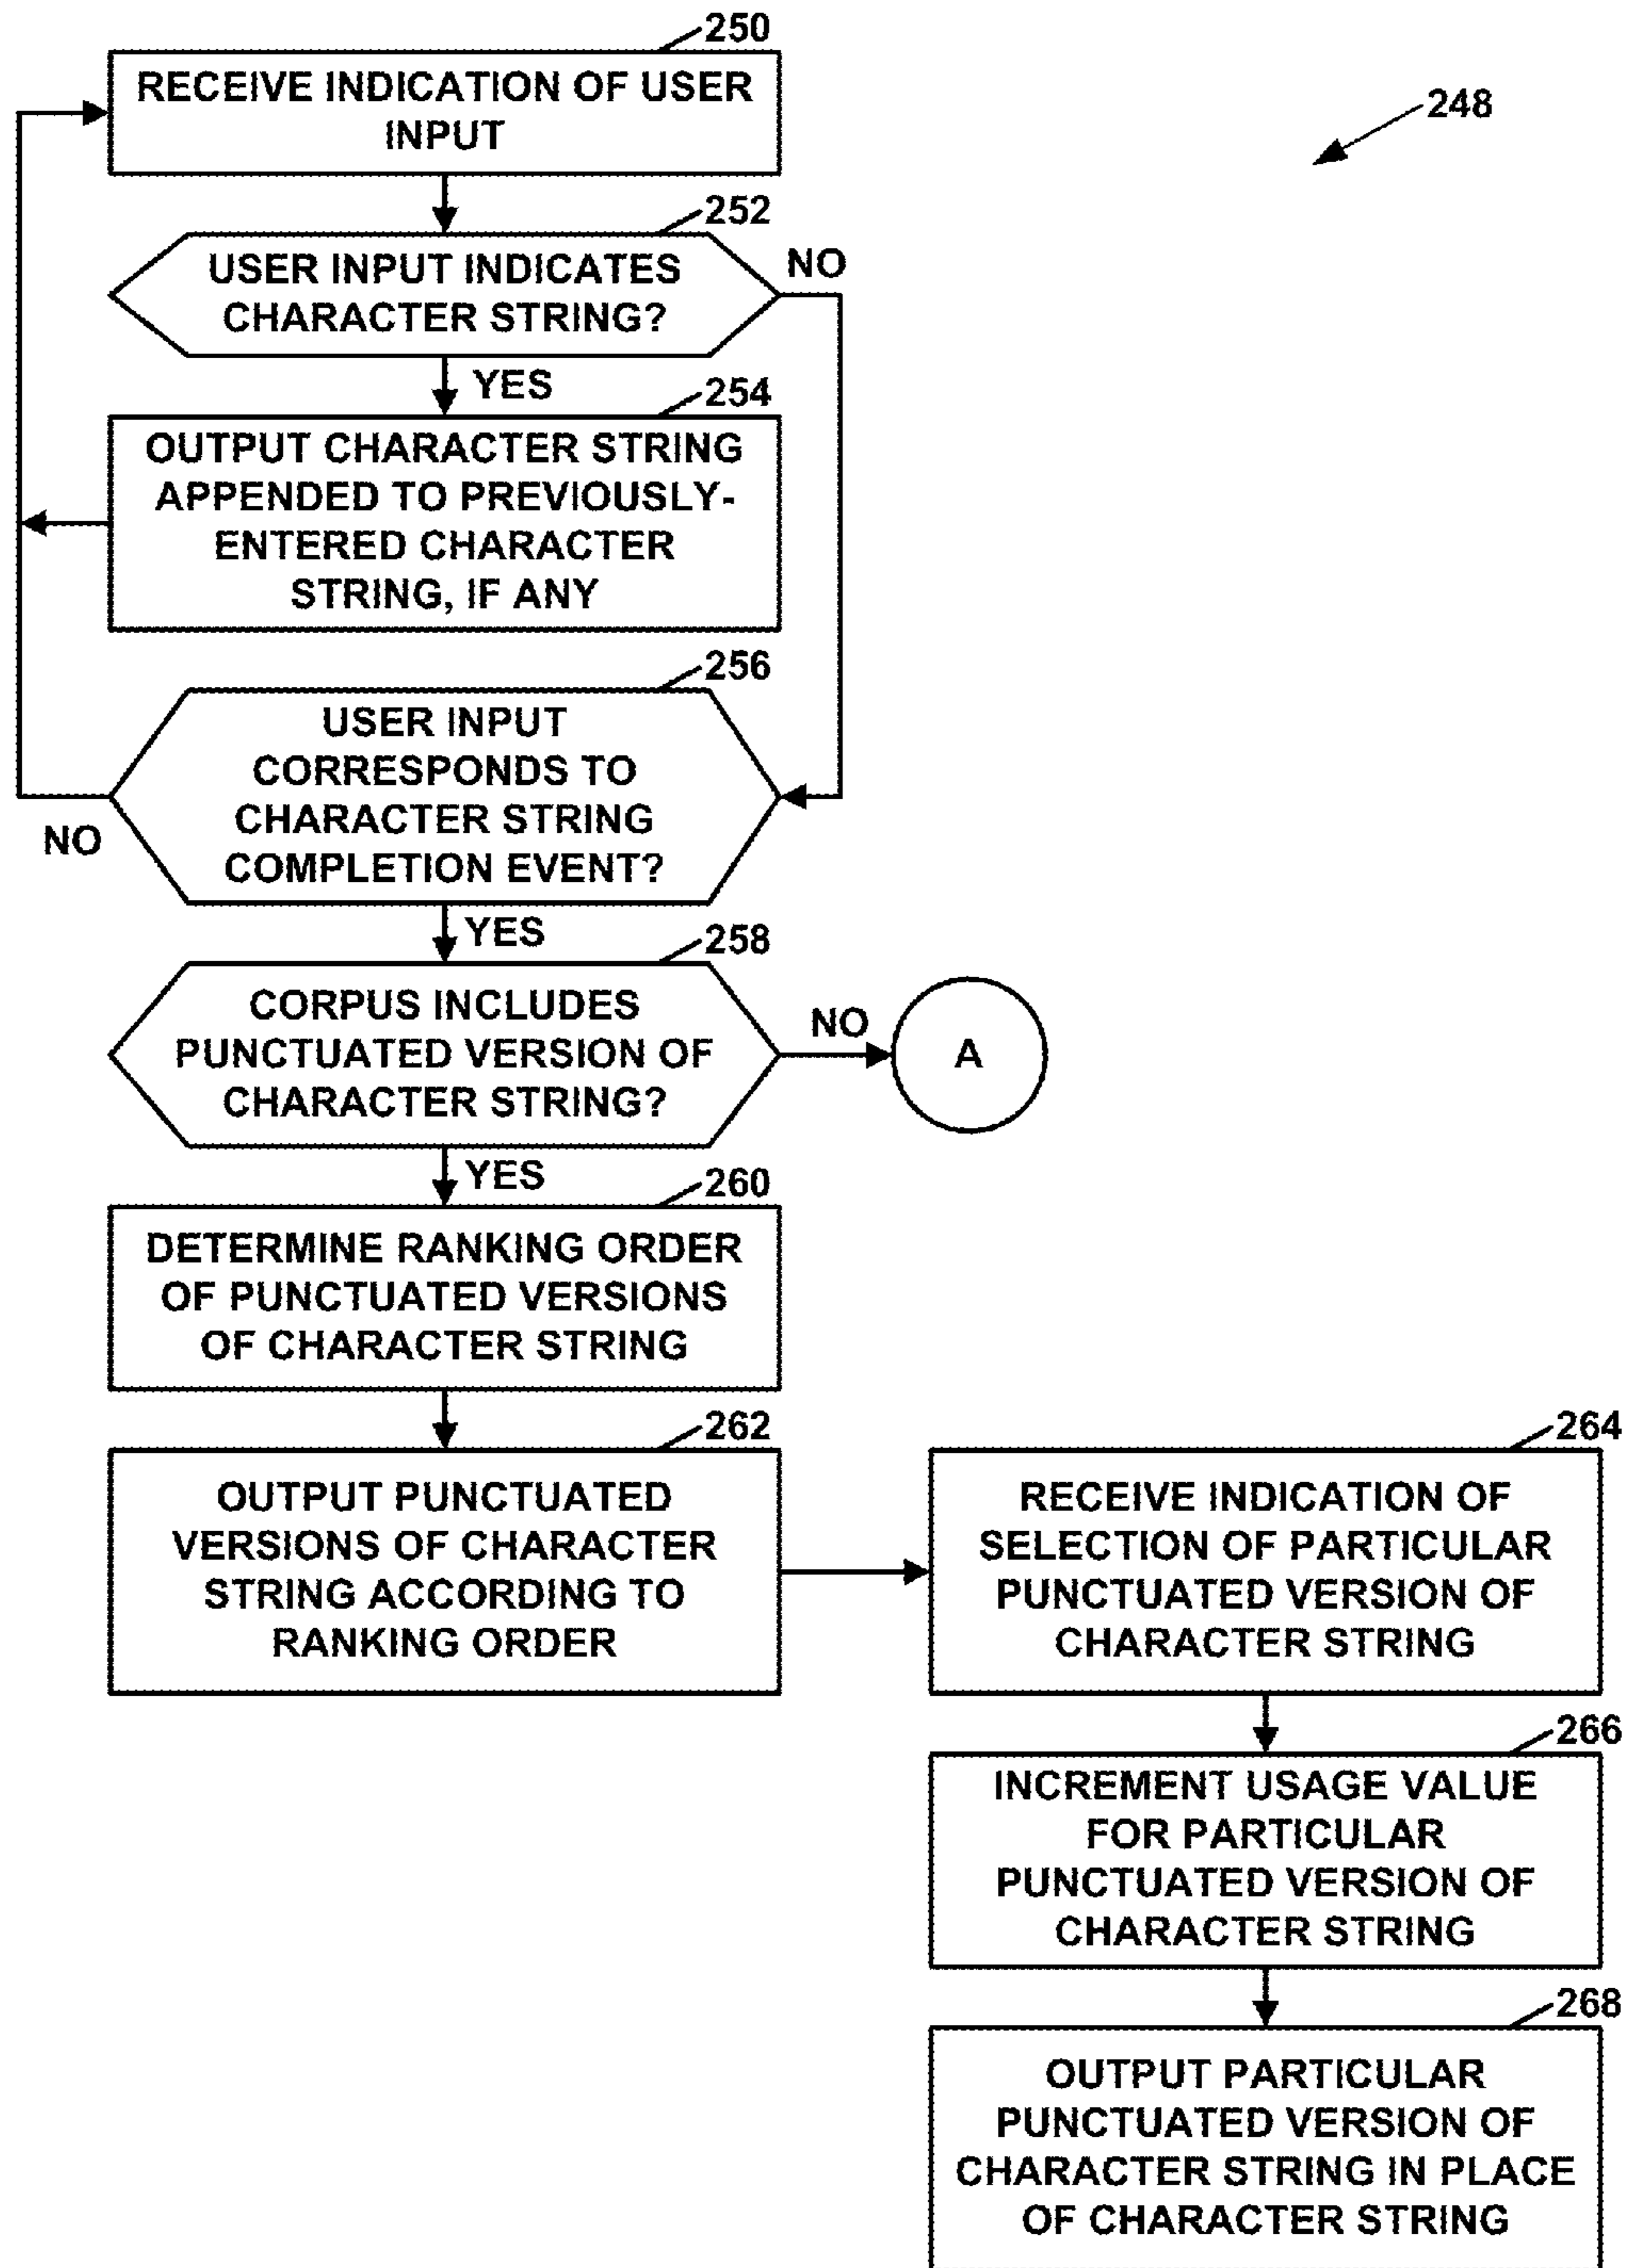 250
RECEIVE INDICATION OF USER
INPUT
248
252
USER INPUT INDICATES
CHARACTER STRING?
NO
YES
254
OUTPUT CHARACTER STRING
APPENDED TO PREVIOUSLY-
ENTERED CHARACTER
STRING, IF ANY
256
USER INPUT
CORRESPONDS TO
CHARACTER STRING
COMPLETION EVENT?
NO
YES
258
CORPUS INCLUDES
PUNCTUATED VERSION OF
CHARACTER STRING?
NO
A
YES
260
DETERMINE RANKING ORDER
OF PUNCTUATED VERSIONS
OF CHARACTER STRING
262
OUTPUT PUNCTUATED
VERSIONS OF CHARACTER
STRING ACCORDING TO
RANKING ORDER
264
RECEIVE INDICATION OF
SELECTION OF PARTICULAR
PUNCTUATED VERSION OF
CHARACTER STRING
266
INCREMENT USAGE VALUE
FOR PARTICULAR
PUNCTUATED VERSION OF
CHARACTER STRING
268
OUTPUT PARTICULAR
PUNCTUATED VERSION OF
CHARACTER STRING IN PLACE
OF CHARACTER STRING